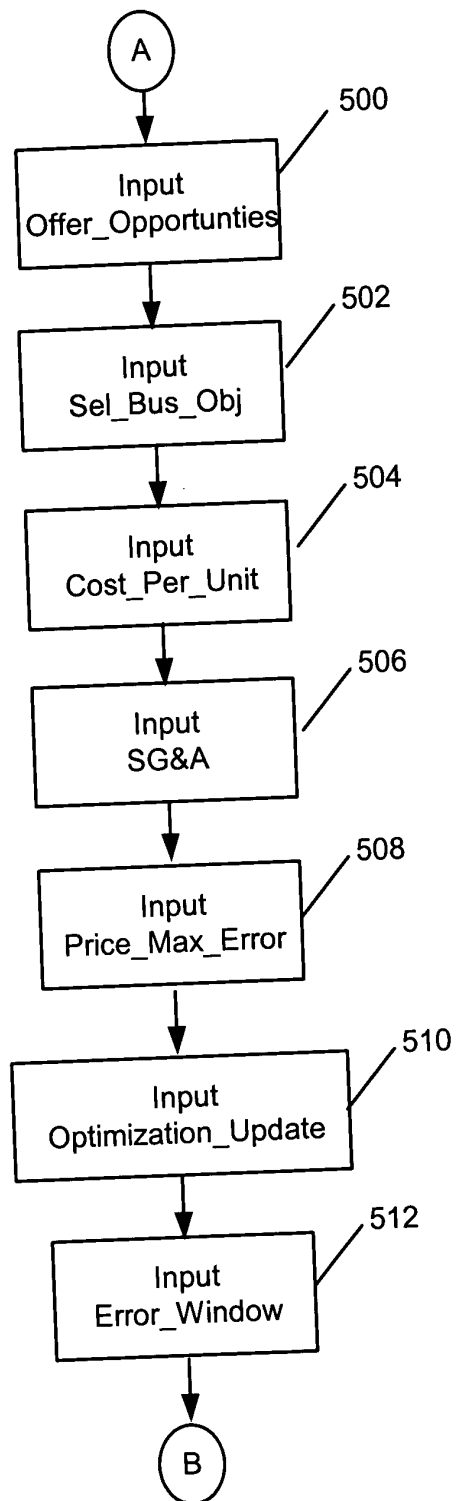 A
500
Input
Offer_Opportunties
502
Input
Sel_Bus_Obj
504
Input
Cost_Per_Unit
506
Input
SG&A
508
Input
Price_Max_Error
510
Input
Optimization_Update
512
Input
Error_Window
B